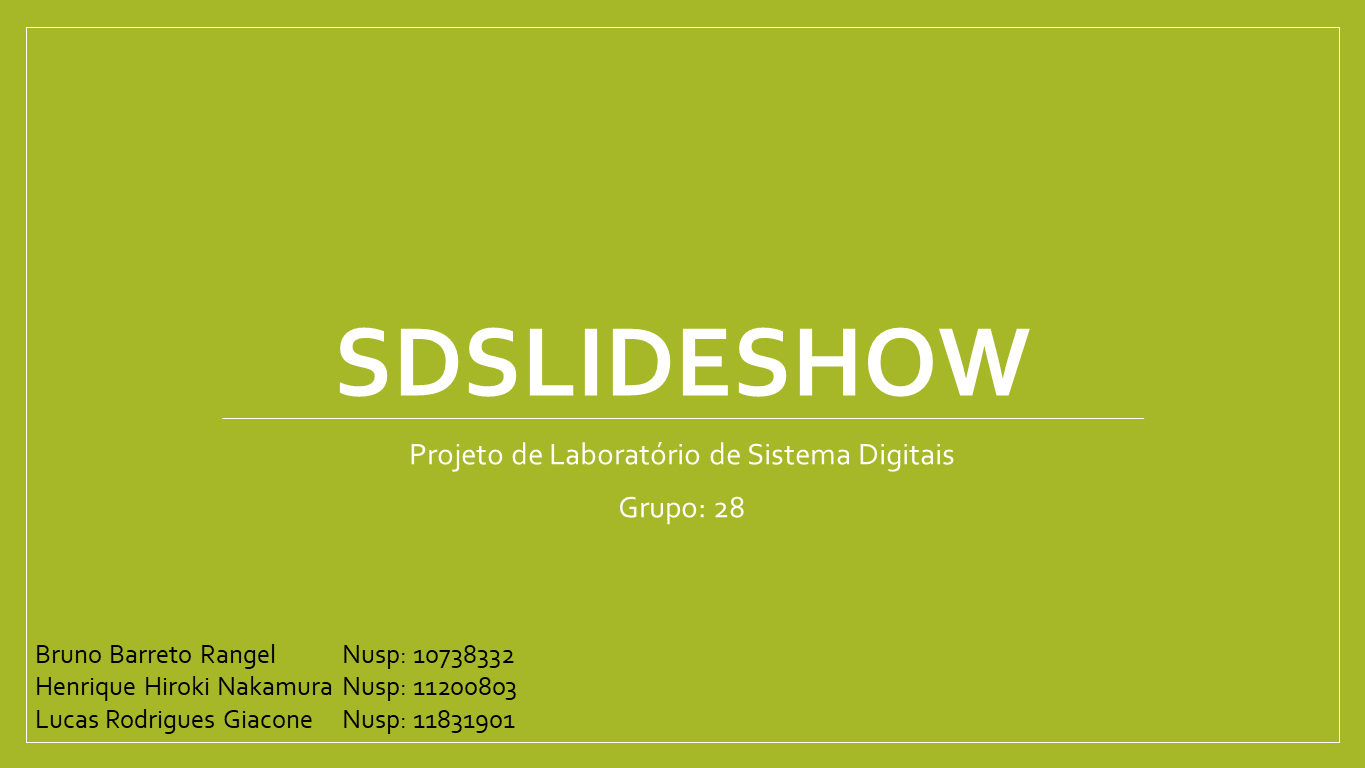 SDSLIDESHOW
Projeto de Laboratório de Sistema Digitais
Grupo: 28
Bruno Barreto Rangel Nusp: 10738332
Henrique Hiroki Nakamura Nusp: 11200803
Lucas Rodrigues Giacone Nusp: 11831901